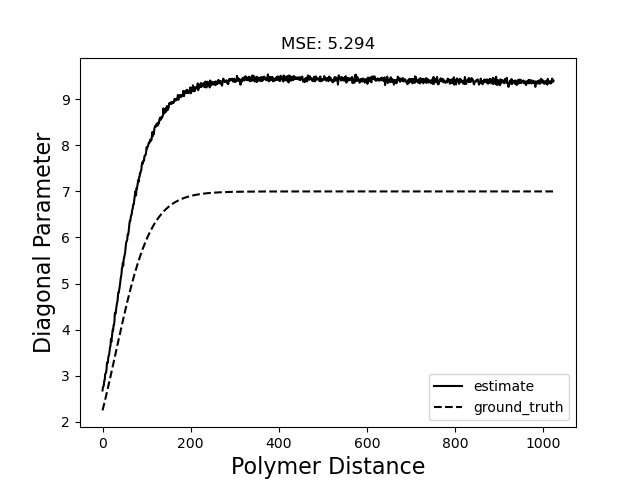 MSE: 5.294
Diagonal Parameter
9
8
7
6
5
4
3
2
estimate
ground_truth
0 200 400 600 800 1000
Polymer Distance